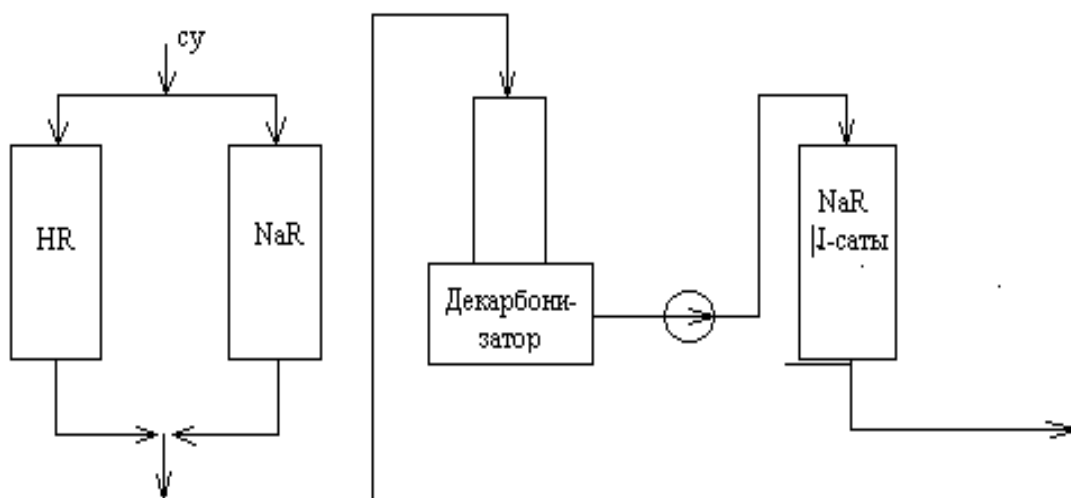 су
HR
NaR
Декарбони-
затор
NaR
I-саты